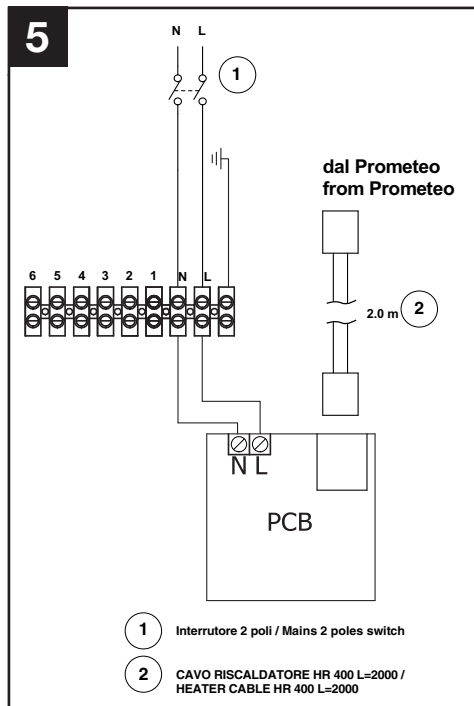 5
N L
1
dal Prometeo
from Prometeo
6 5 4 3 2 1 N L
2.0 m 2
N L
PCB
1 Interrutore 2 poli / Mains 2 poles switch
2 CAVO RISCALDATORE HR 400 L=2000 /
HEATER CABLE HR 400 L=2000